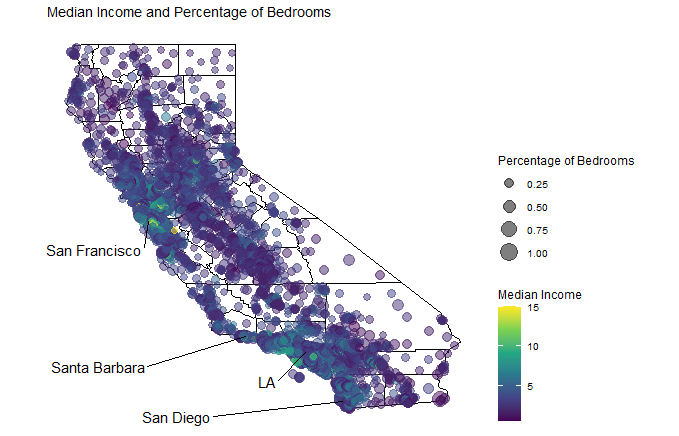 Median Income and Percentage of Bedrooms
San Francisco
Santa Barbara
LA
San Diego
Percentage of Bedrooms
0.25
0.50
0.75
1.00
Median Income
15
10
5